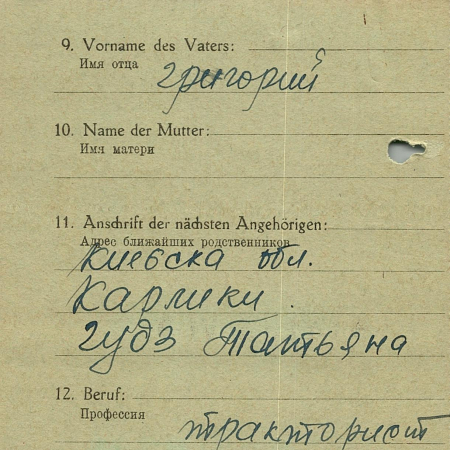 9. Vorname des Vaters:
Имя отца
григорий
10. Name der Mutter:
Имя матери
11. Anschrift der nächsten Angehörigen:
Адрес ближайших родственников
Киевска обл.
Карлики.
гудз Татьяна
12. Beruf:
Профессия
тракторист